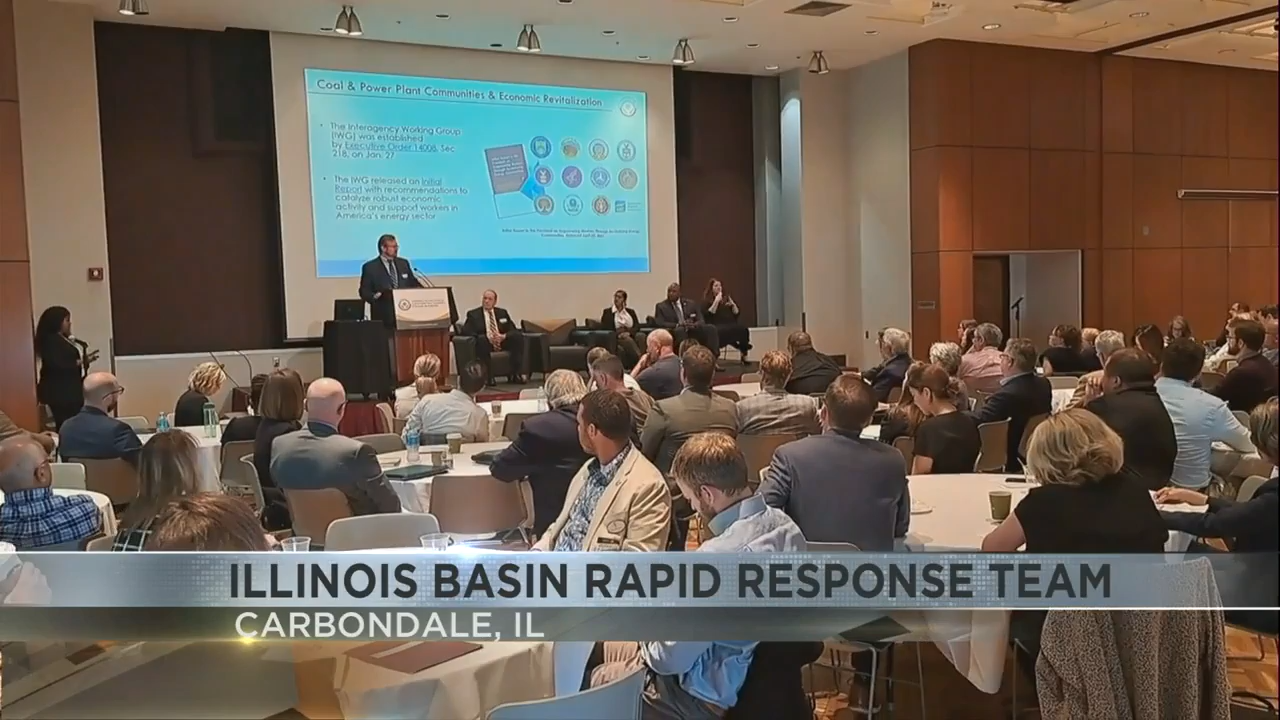 Coal & Power Plant Communities & Economic Revitalization
• The Interagency Working Group
(IWG) was established
by Executive Order 14008, Sec
218, on Jan. 27
• The IWG released an Initial
Report with recommendations to
catalyze robust economic
activity and support workers in
America's energy sector
ILLINOIS BASIN RAPID RESPONSE TEAM
CARBONDALE, IL